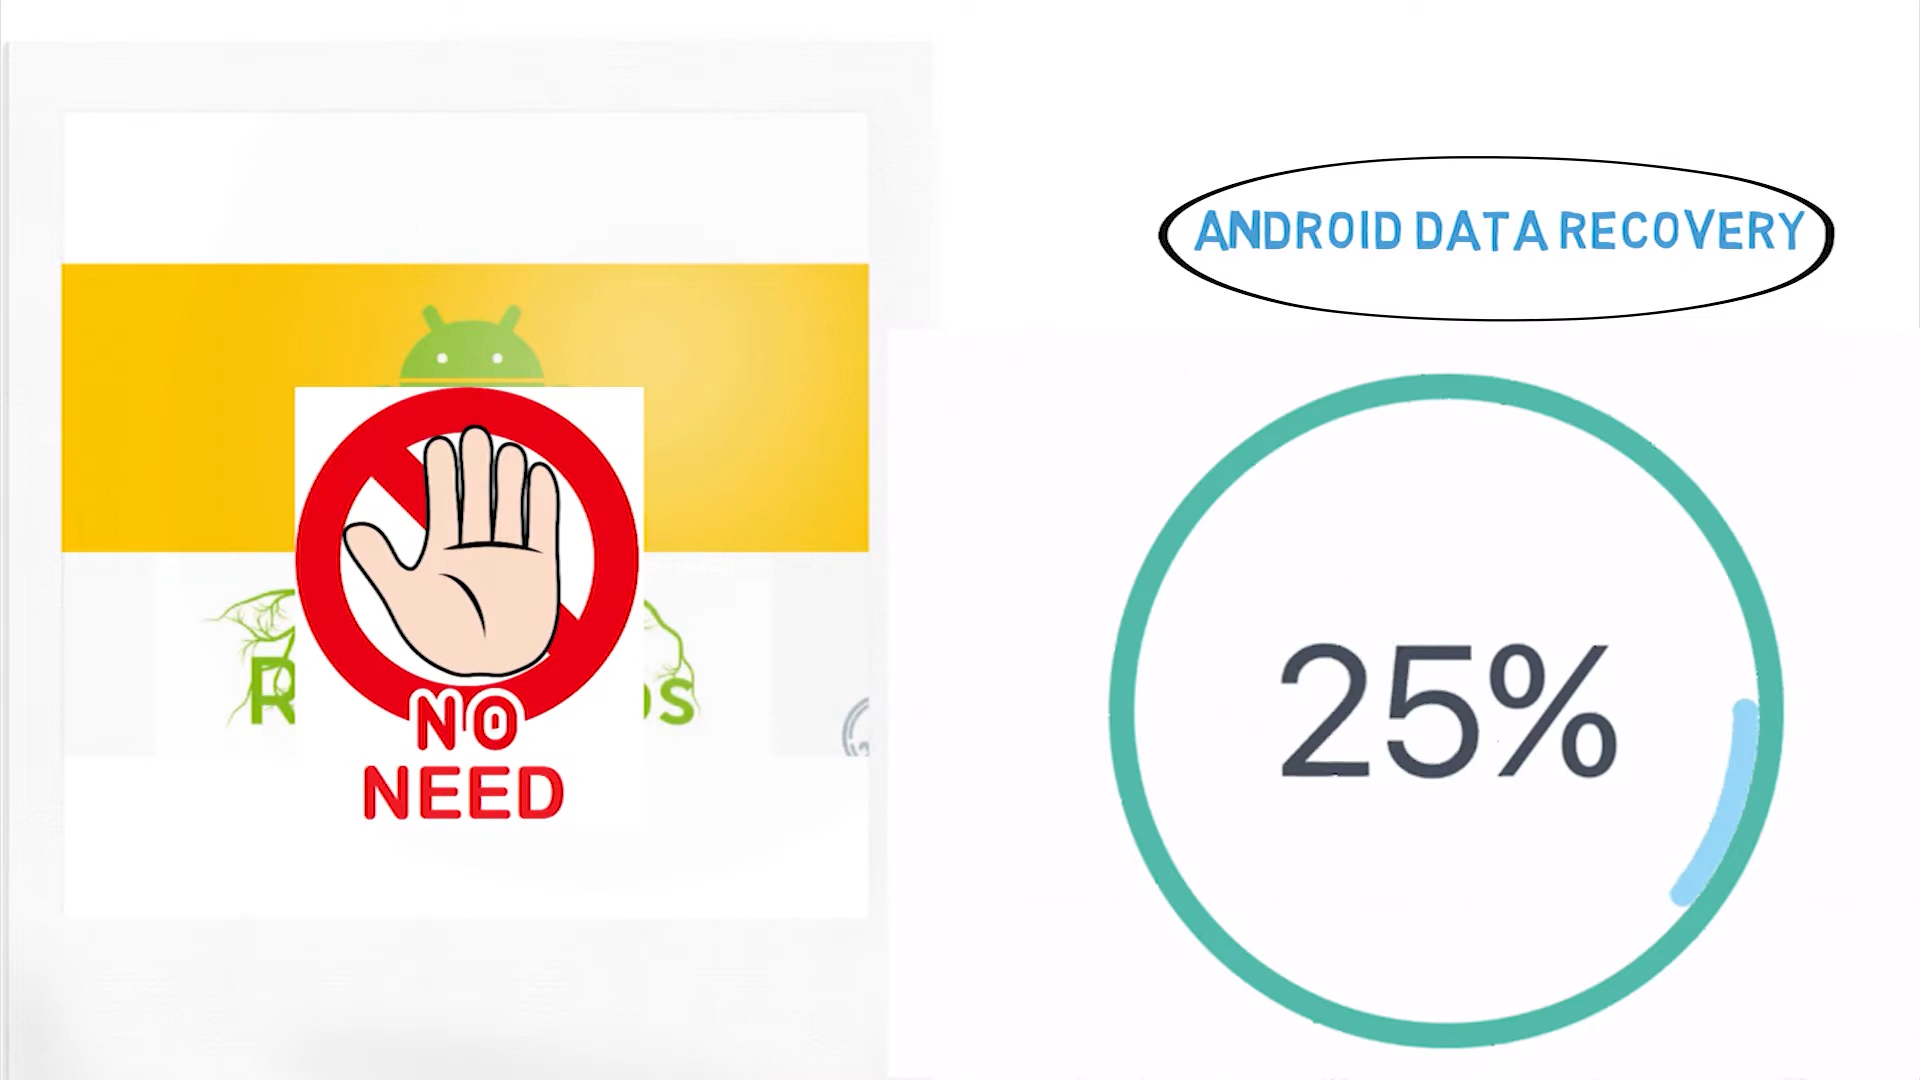 ANDROID DATA RECOVERY
25%
NO
NEED